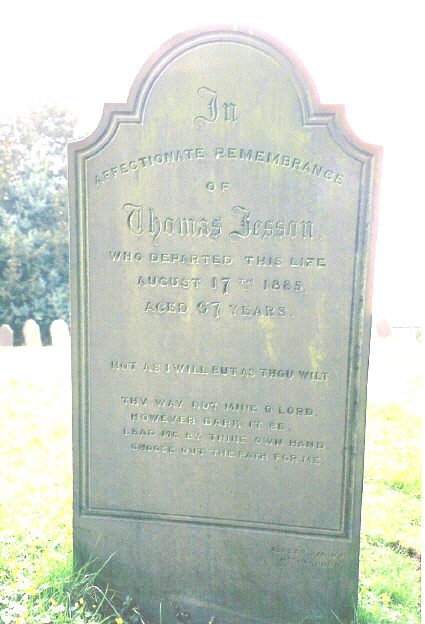 In
AFFECTIONATE REMEMBRANCE
OF
Thomas Jesson.
WHO DEPARTED THIS LIFE
AUGUST 17TH 1885,
AGED 67 YEARS.
NOT AS I WILL BUT AS THOU WILT
THY WAY NOT MINE O LORD
HOWEVER DARK IT BE,
LEAD ME BY THINE OWN HAND
CHOOSE OUT THE PATH FOR ME